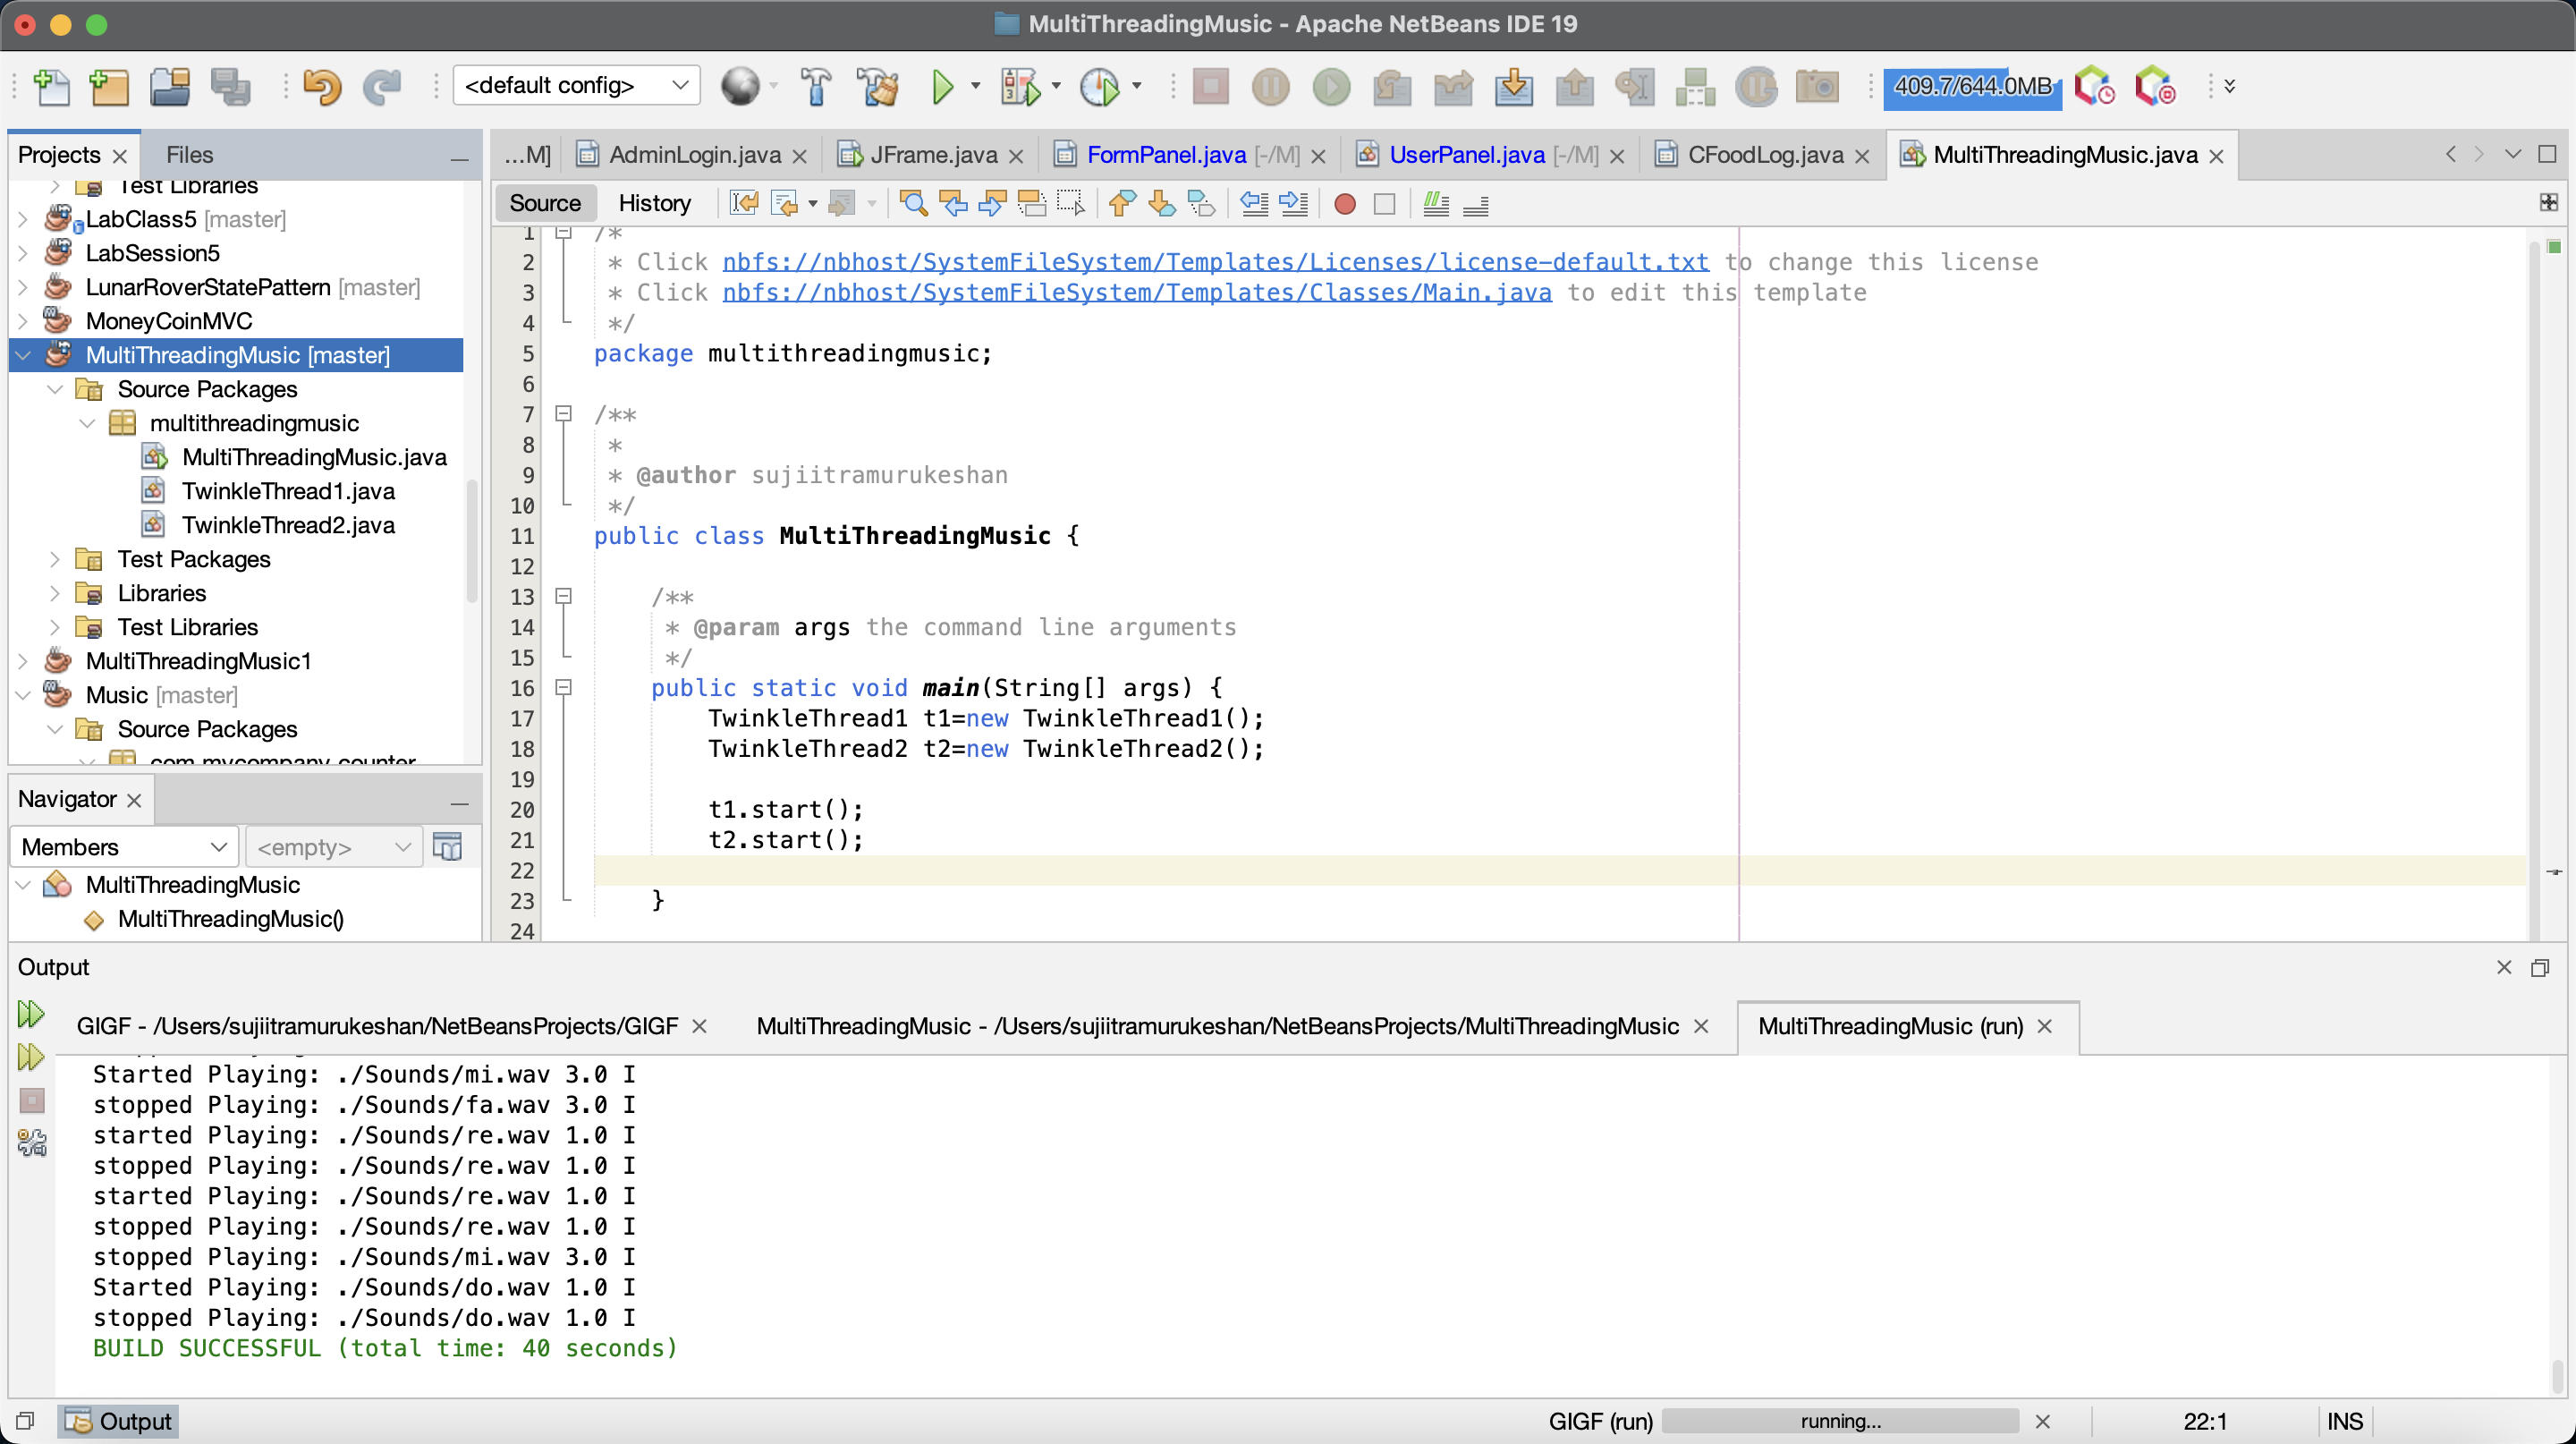 MultiThreadingMusic - Apache NetBeans IDE 19
<default config>
409.7/644.0MB
Projects
Files
...M]
AdminLogin.java
JFrame.java
FormPanel.java [-/M]
UserPanel.java [-/M]
CFoodLog.java
MultiThreadingMusic.java
Source
History
Test Libraries
LabClass5 [master]
LabSession5
LunarRoverStatePattern [master]
MoneyCoinMVC
MultiThreadingMusic [master]
Source Packages
multithreadingmusic
MultiThreadingMusic.java
TwinkleThread1.java
TwinkleThread2.java
Test Packages
Libraries
Test Libraries
MultiThreadingMusic1
Music [master]
Source Packages
com.mycompany.counter
1 /*
2 * Click nbfs://nbhost/SystemFileSystem/Templates/Licenses/license-default.txt to change this license
3 * Click nbfs://nbhost/SystemFileSystem/Templates/Classes/Main.java to edit this template
4 */
5 package multithreadingmusic;
6
7 /**
8 *
9 * @author sujiitramurukeshan
10 */
11 public class MultiThreadingMusic {
12
13 /**
14 * @param args the command line arguments
15 */
16 public static void main(String[] args) {
17 TwinkleThread1 t1=new TwinkleThread1();
18 TwinkleThread2 t2=new TwinkleThread2();
19
20 t1.start();
21 t2.start();
22
23 }
24
Navigator
Members
<empty>
MultiThreadingMusic
MultiThreadingMusic()
Output
GIGF - /Users/sujiitramurukeshan/NetBeansProjects/GIGF
MultiThreadingMusic - /Users/sujiitramurukeshan/NetBeansProjects/MultiThreadingMusic
MultiThreadingMusic (run)
Started Playing: ./Sounds/mi.wav 3.0 I
stopped Playing: ./Sounds/fa.wav 3.0 I
started Playing: ./Sounds/re.wav 1.0 I
stopped Playing: ./Sounds/re.wav 1.0 I
started Playing: ./Sounds/re.wav 1.0 I
stopped Playing: ./Sounds/re.wav 1.0 I
stopped Playing: ./Sounds/mi.wav 3.0 I
Started Playing: ./Sounds/do.wav 1.0 I
stopped Playing: ./Sounds/do.wav 1.0 I
BUILD SUCCESSFUL (total time: 40 seconds)
Output
GIGF (run)
running...
22:1
INS